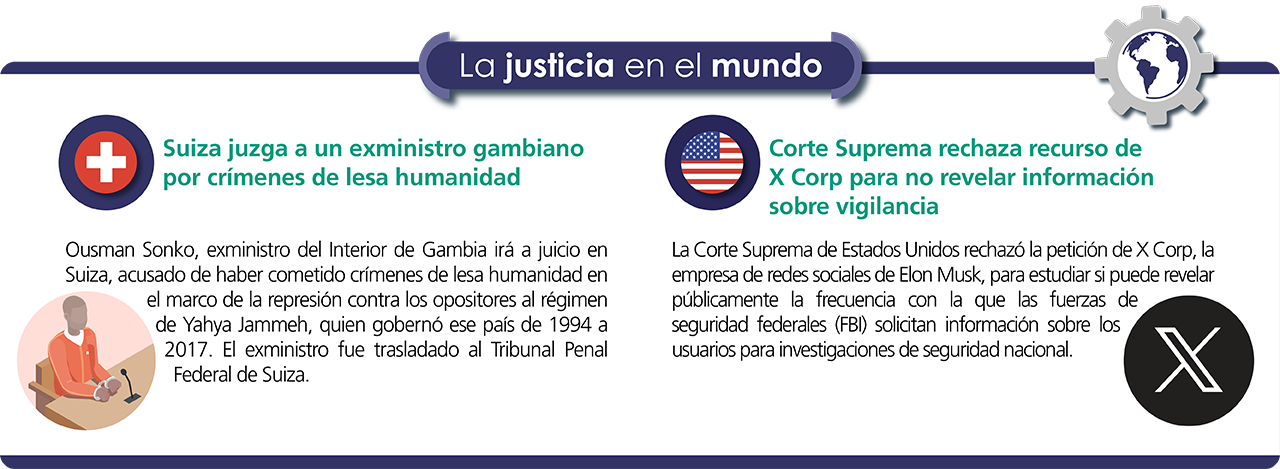 La justicia en el mundo
Suiza juzga a un exministro gambiano
por crímenes de lesa humanidad
Ousman Sonko, exministro del Interior de Gambia irá a juicio en
Suiza, acusado de haber cometido crímenes de lesa humanidad en
el marco de la represión contra los opositores al régimen
de Yahya Jammeh, quien gobernó ese país de 1994 a
2017. El exministro fue trasladado al Tribunal Penal
Federal de Suiza.
Corte Suprema rechaza recurso de
X Corp para no revelar información
sobre vigilancia
La Corte Suprema de Estados Unidos rechazó la petición de X Corp, la
empresa de redes sociales de Elon Musk, para estudiar si puede revelar
públicamente la frecuencia con la que las fuerzas de
seguridad federales (FBI) solicitan información sobre los
usuarios para investigaciones de seguridad nacional.
X